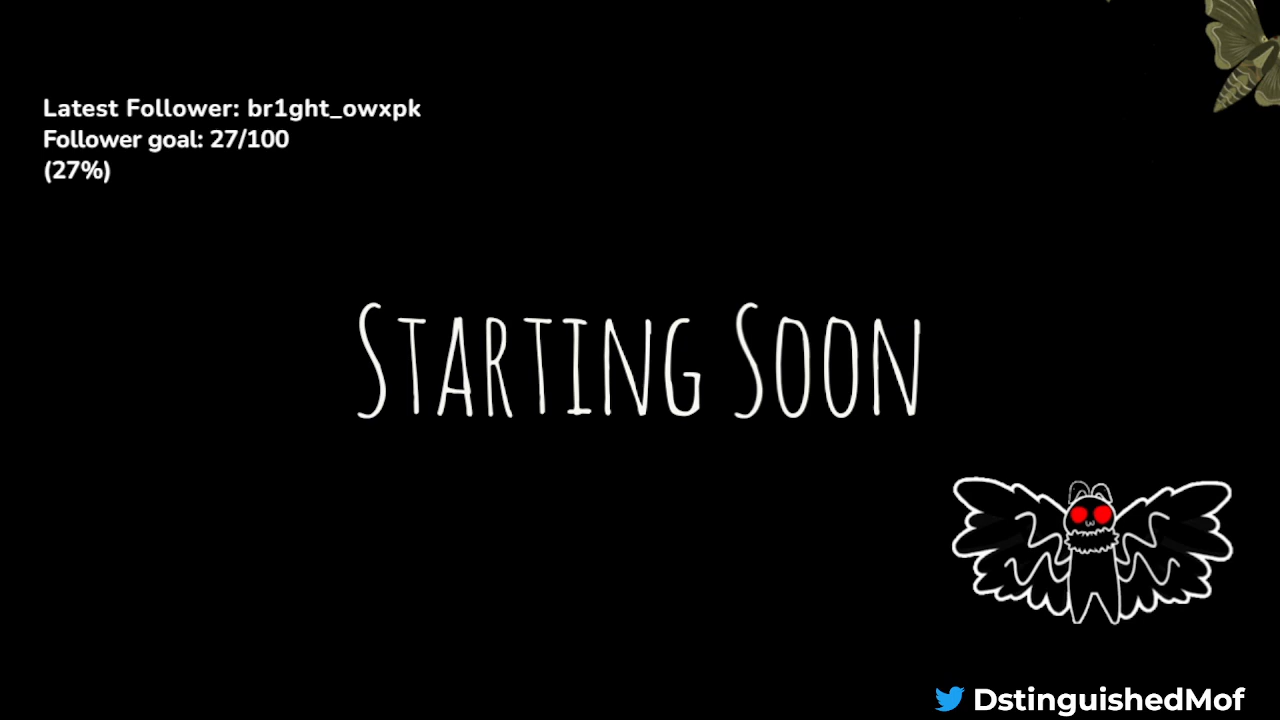 Latest Follower: br1ght_owxpk
Follower goal: 27/100
(27%)
Starting Soon
DstinguishedMof